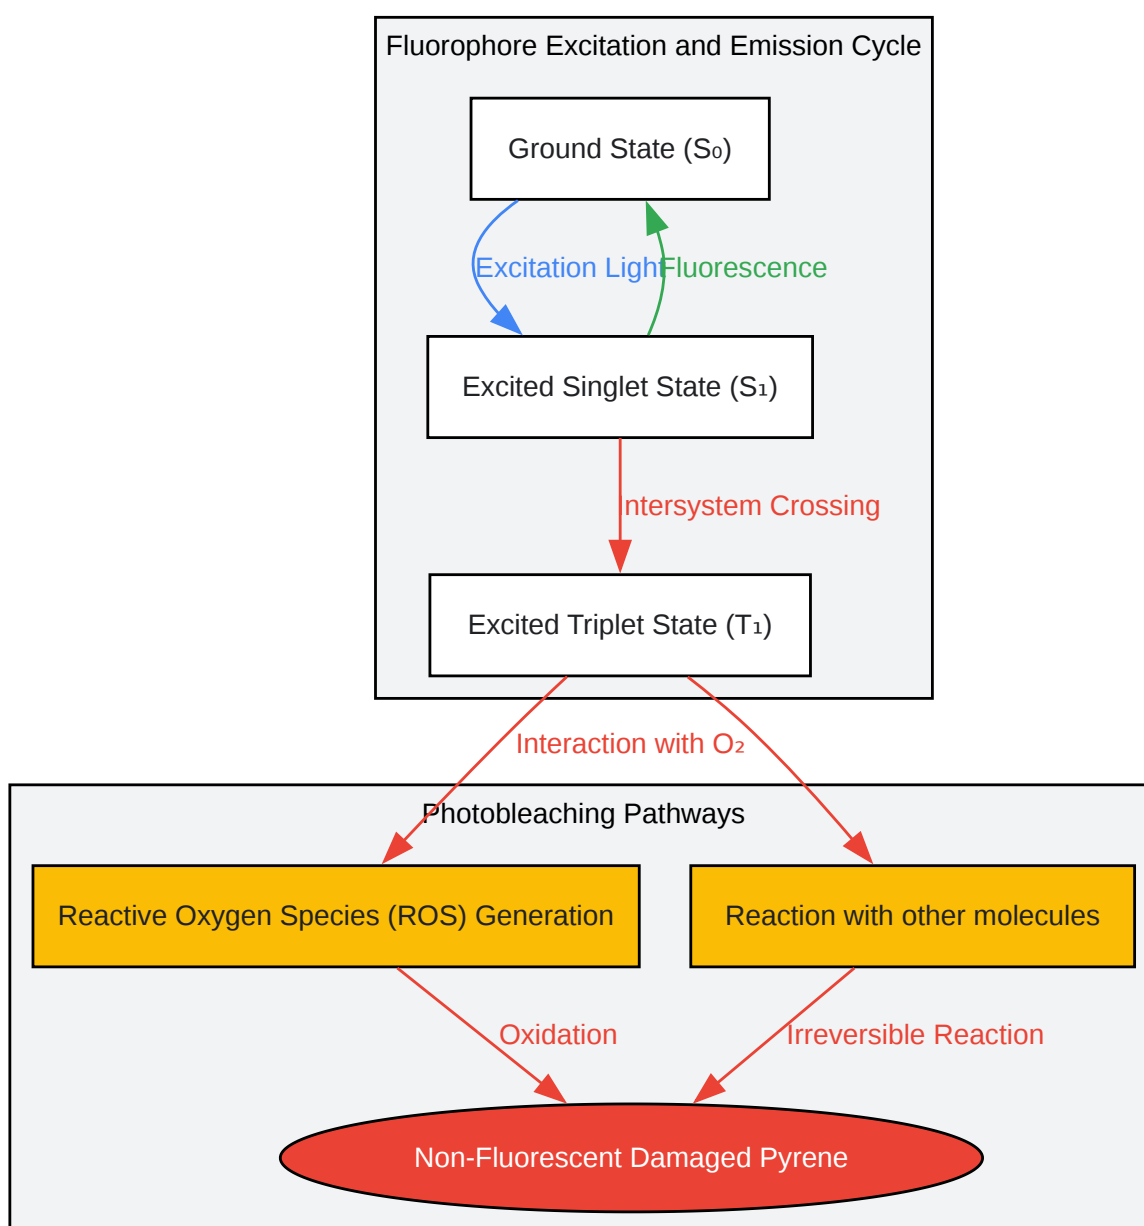 Fluorophore Excitation and Emission Cycle
Ground State (S₀)
Excitation Light
Fluorescence
Excited Singlet State (S₁)
Intersystem Crossing
Excited Triplet State (T₁)
Interaction with O₂
Photobleaching Pathways
Reactive Oxygen Species (ROS) Generation
Reaction with other molecules
Oxidation
Irreversible Reaction
Non-Fluorescent Damaged Pyrene